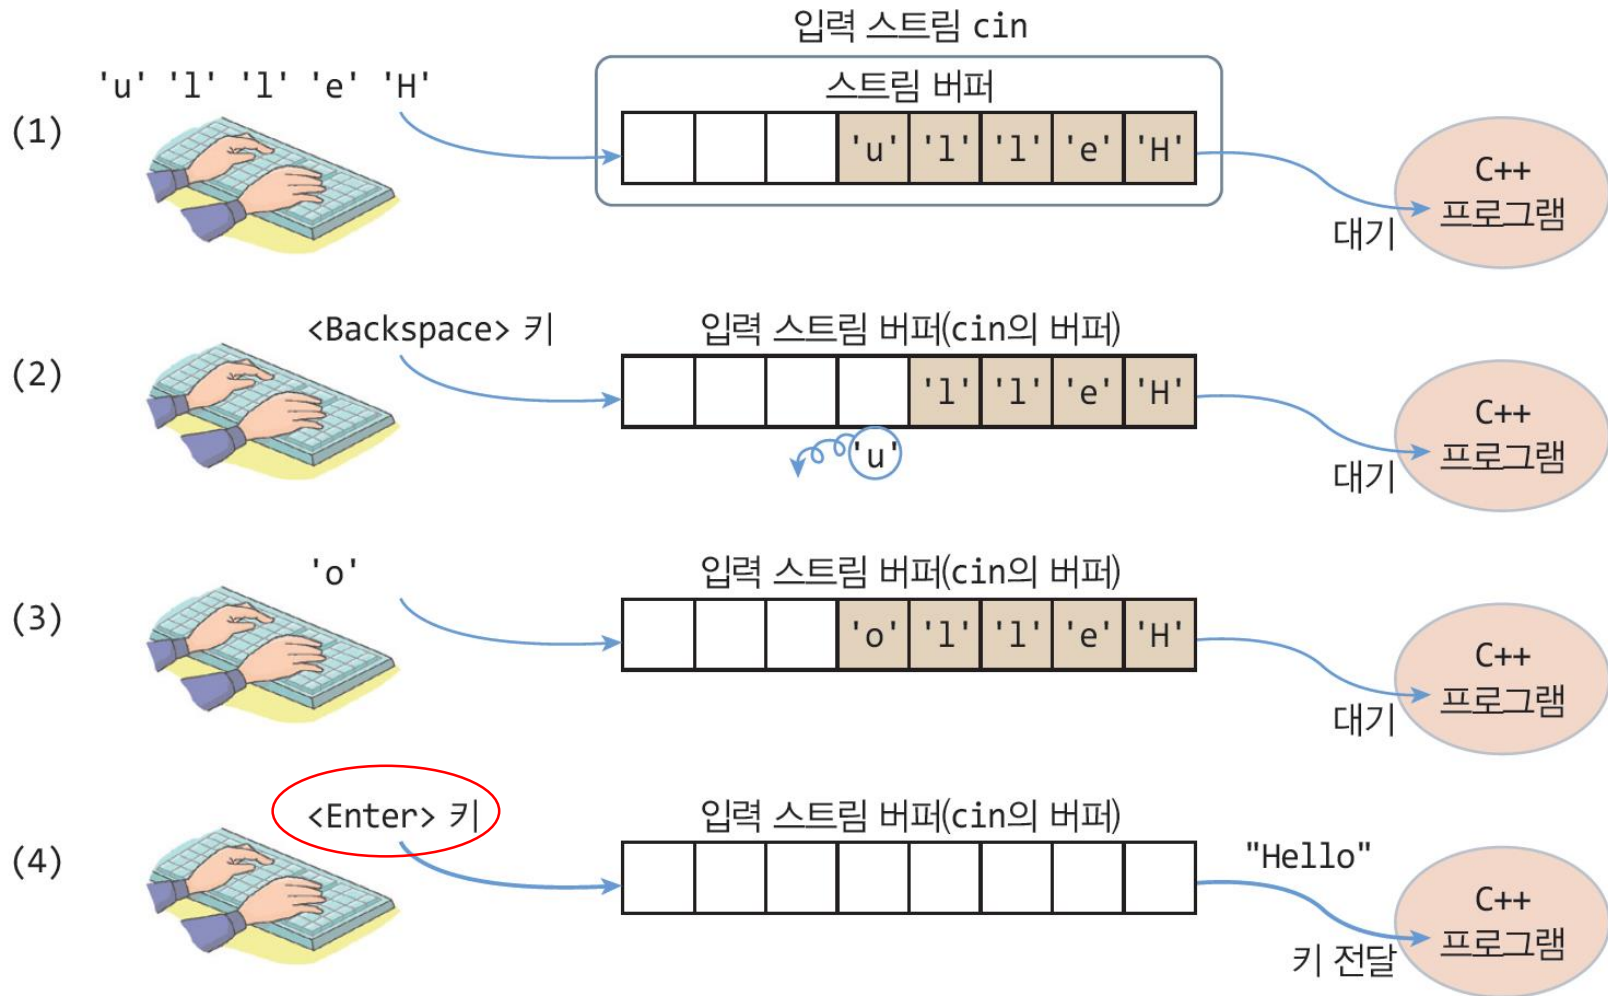 입력 스트림 cin
'u' 'l' 'l' 'e' 'H'
스트림 버퍼
(1)
'u' 'l' 'l' 'e' 'H'
C++
프로그램
대기
<Backspace> 키
입력 스트림 버퍼(cin의 버퍼)
(2)
'l' 'l' 'e' 'H'
'u'
C++
프로그램
대기
'o'
입력 스트림 버퍼(cin의 버퍼)
(3)
'o' 'l' 'l' 'e' 'H'
C++
프로그램
대기
<Enter> 키
입력 스트림 버퍼(cin의 버퍼)
(4)
"Hello"
C++
프로그램
키 전달